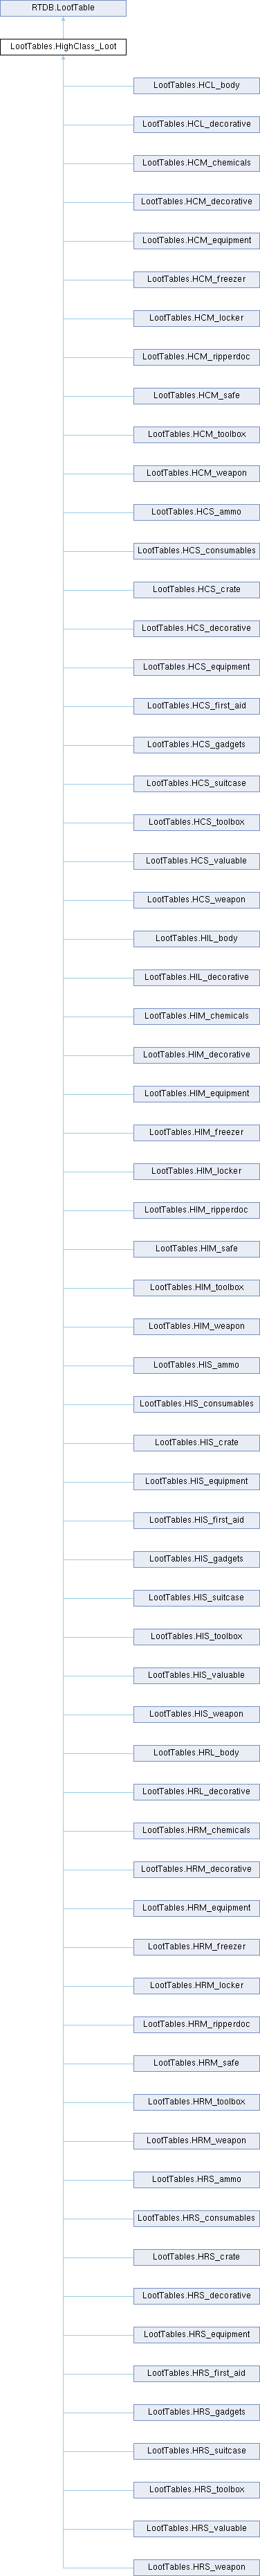 RTDB.LootTable
LootTables.HighClass_Loot
LootTables.HCL_body
LootTables.HCL_decorative
LootTables.HCM_chemicals
LootTables.HCM_decorative
LootTables.HCM_equipment
LootTables.HCM_freezer
LootTables.HCM_locker
LootTables.HCM_ripperdoc
LootTables.HCM_safe
LootTables.HCM_toolbox
LootTables.HCM_weapon
LootTables.HCS_ammo
LootTables.HCS_consumables
LootTables.HCS_crate
LootTables.HCS_decorative
LootTables.HCS_equipment
LootTables.HCS_first_aid
LootTables.HCS_gadgets
LootTables.HCS_suitcase
LootTables.HCS_toolbox
LootTables.HCS_valuable
LootTables.HCS_weapon
LootTables.HIL_body
LootTables.HIL_decorative
LootTables.HIM_chemicals
LootTables.HIM_decorative
LootTables.HIM_equipment
LootTables.HIM_freezer
LootTables.HIM_locker
LootTables.HIM_ripperdoc
LootTables.HIM_safe
LootTables.HIM_toolbox
LootTables.HIM_weapon
LootTables.HIS_ammo
LootTables.HIS_consumables
LootTables.HIS_crate
LootTables.HIS_equipment
LootTables.HIS_first_aid
LootTables.HIS_gadgets
LootTables.HIS_suitcase
LootTables.HIS_toolbox
LootTables.HIS_valuable
LootTables.HIS_weapon
LootTables.HRL_body
LootTables.HRL_decorative
LootTables.HRM_chemicals
LootTables.HRM_decorative
LootTables.HRM_equipment
LootTables.HRM_freezer
LootTables.HRM_locker
LootTables.HRM_ripperdoc
LootTables.HRM_safe
LootTables.HRM_toolbox
LootTables.HRM_weapon
LootTables.HRS_ammo
LootTables.HRS_consumables
LootTables.HRS_crate
LootTables.HRS_decorative
LootTables.HRS_equipment
LootTables.HRS_first_aid
LootTables.HRS_gadgets
LootTables.HRS_suitcase
LootTables.HRS_toolbox
LootTables.HRS_valuable
LootTables.HRS_weapon